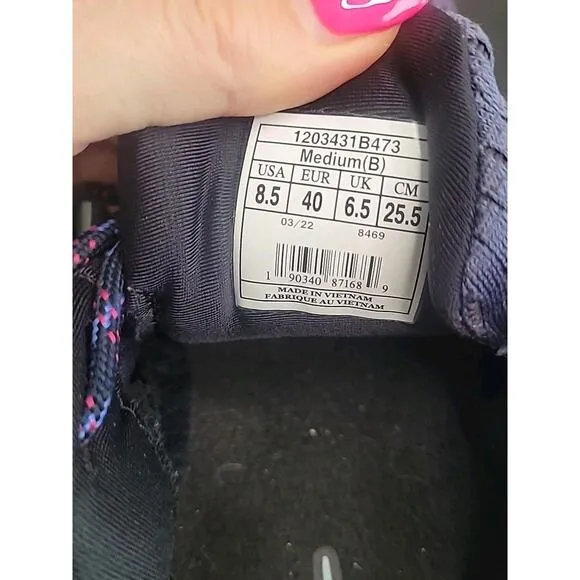 1203431B473
Medium(B)
USA EUR UK CM
8.5 40 6.5 25.5
03/22 8469
1 90340 87168 9
MADE IN VIETNAM
FABRIQUE AU VIETNAM